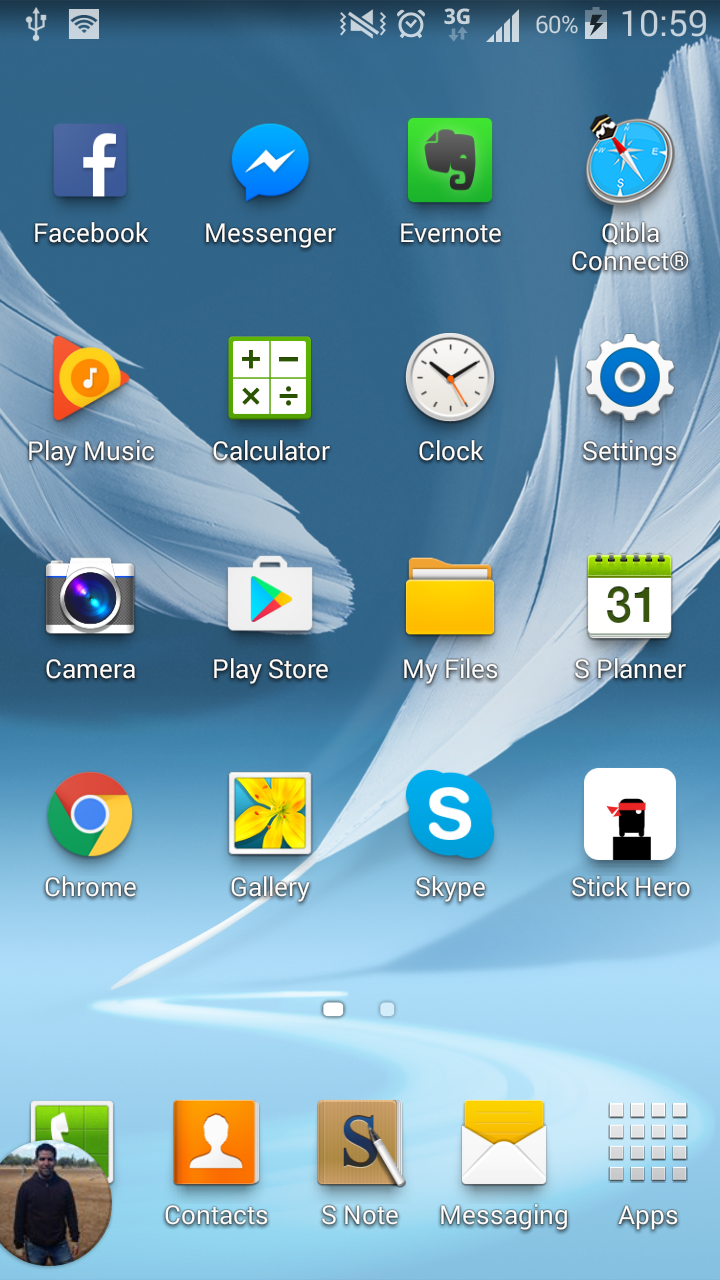 3G 60% 10:59
Facebook Messenger Evernote Qibla Connect®
Play Music Calculator Clock Settings
31
Camera Play Store My Files S Planner
S
Chrome Gallery Skype Stick Hero
S
Contacts S Note Messaging Apps